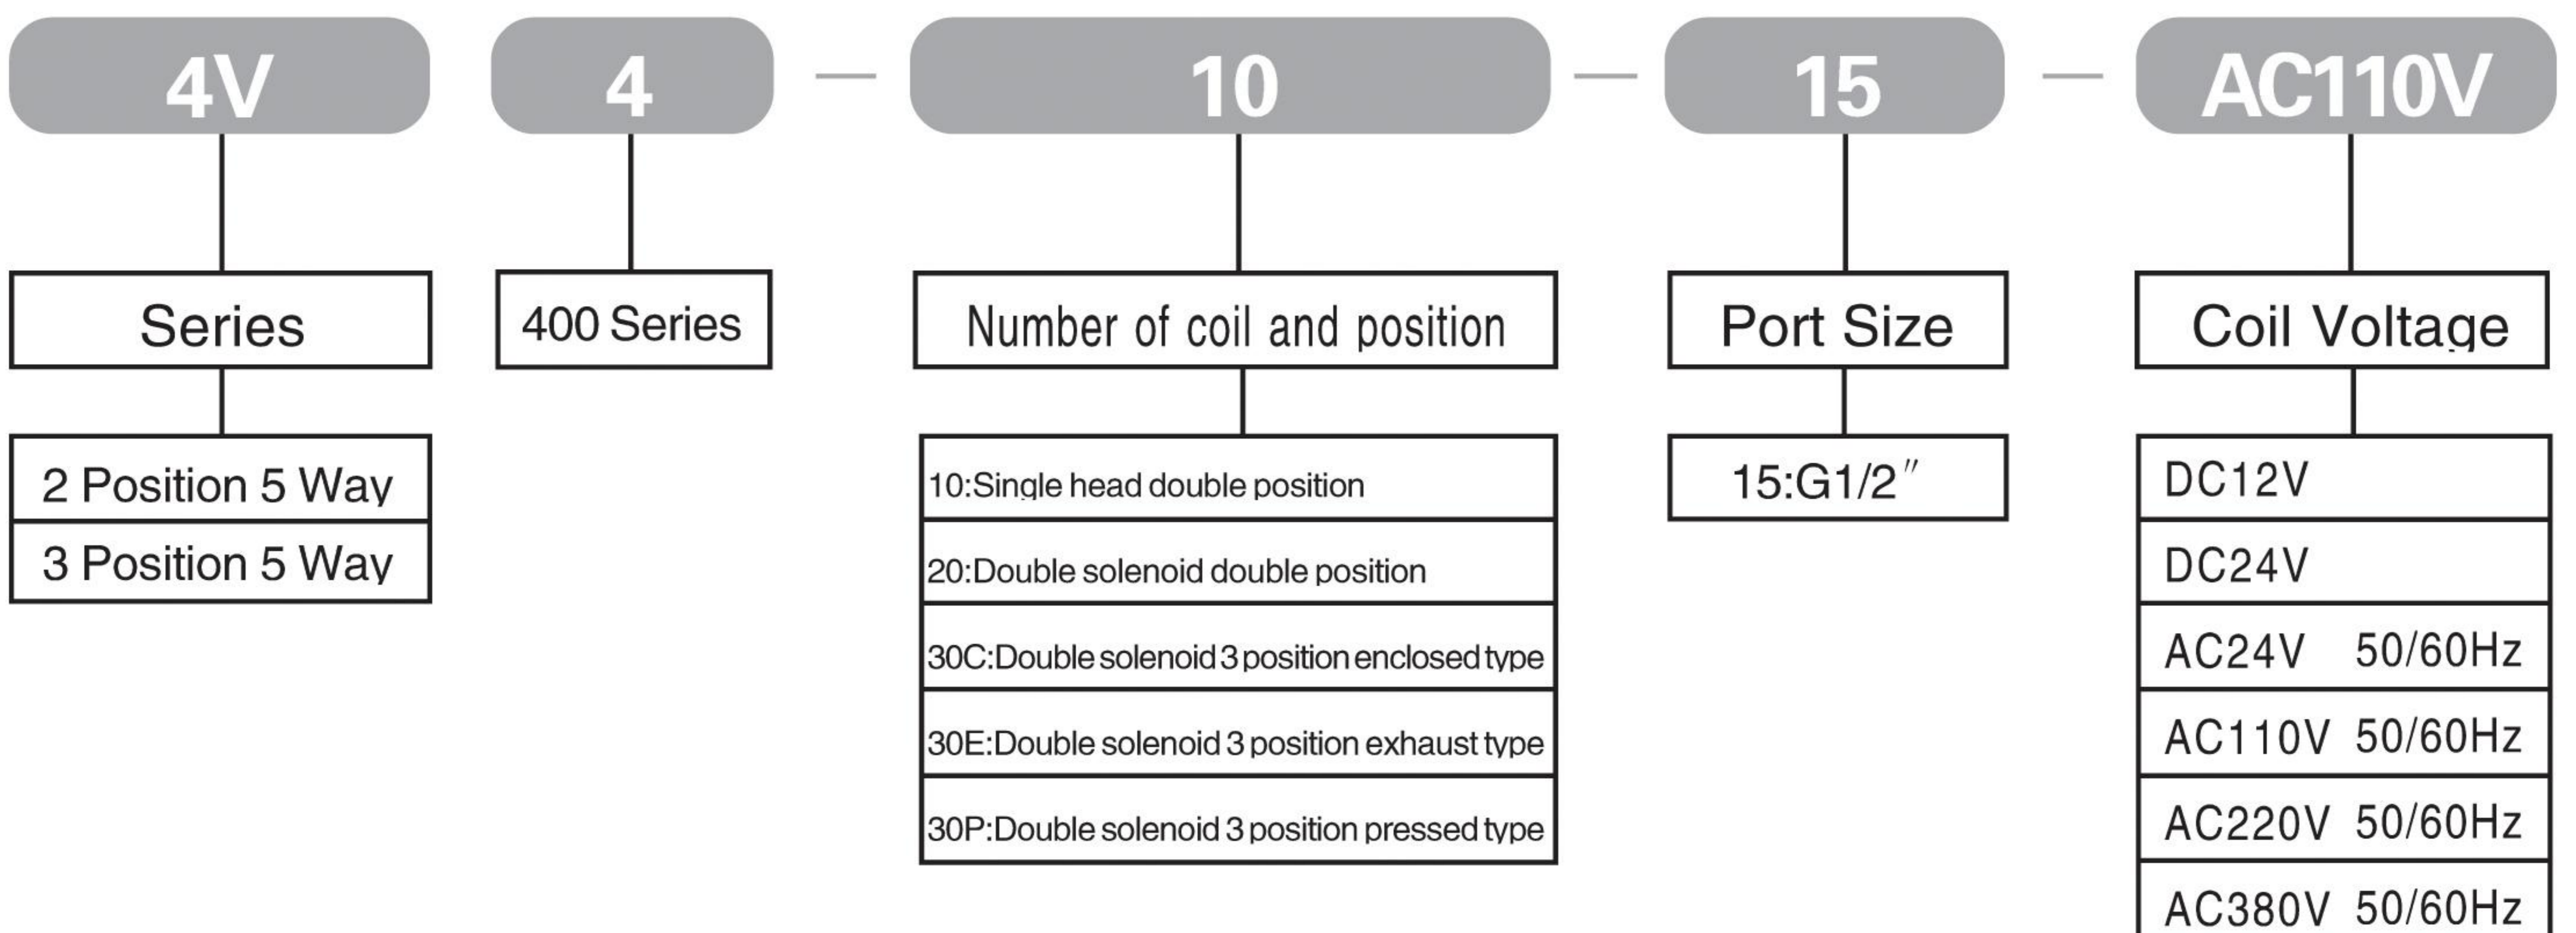 4V 4 — 10 — 15 — AC110V
Series
400 Series
Number of coil and position
Port Size
Coil Voltage
2 Position 5 Way
3 Position 5 Way
10:Single head double position
20:Double solenoid double position
30C:Double solenoid 3 position enclosed type
30E:Double solenoid 3 position exhaust type
30P:Double solenoid 3 position pressed type
15:G1/2″
DC12V
DC24V
AC24V 50/60Hz
AC110V 50/60Hz
AC220V 50/60Hz
AC380V 50/60Hz